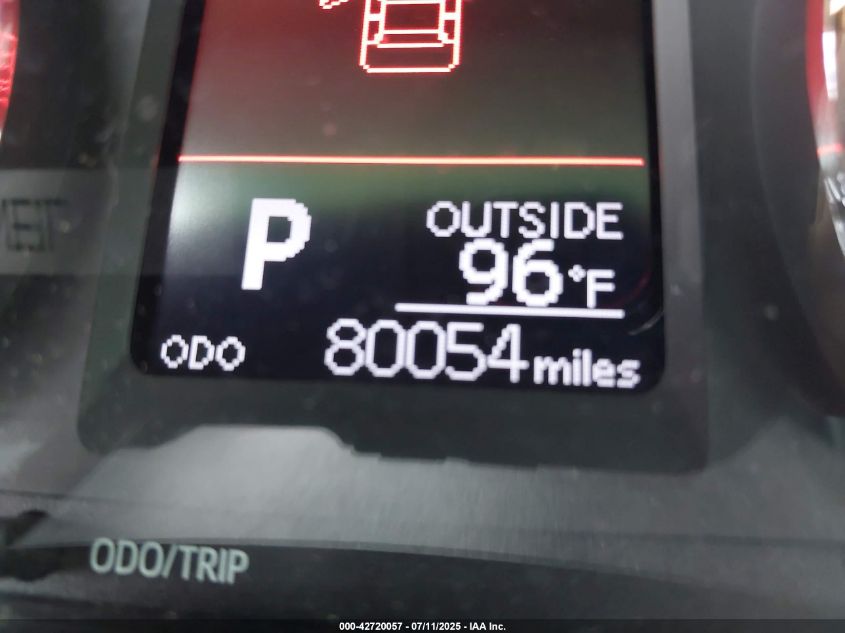 P
OUTSIDE
96°F
ODO 80054 miles
ODO/TRIP
000-42720057 - 07/11/2025 - IAA Inc.